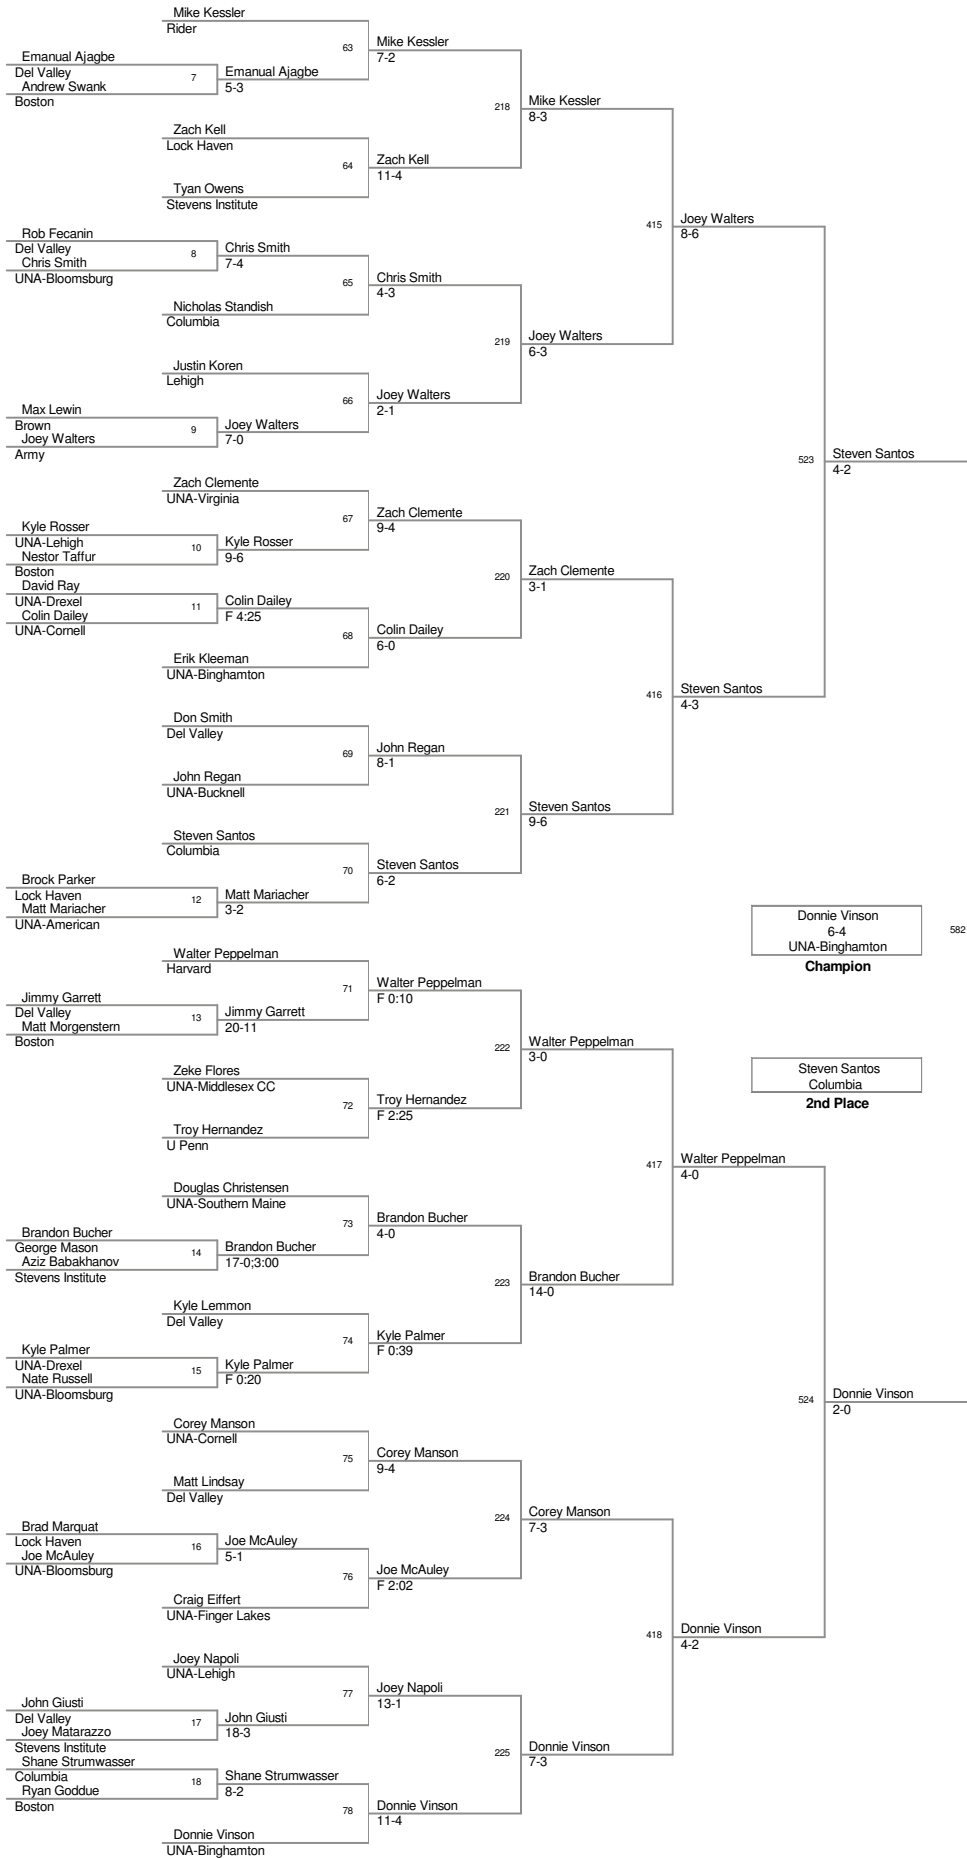 Mike Kessler
Rider
63
Mike Kessler
7-2
Emanual Ajagbe
Del Valley
7
Emanual Ajagbe
5-3
Andrew Swank
Boston
218
Mike Kessler
8-3
Zach Kell
Lock Haven
64
Zach Kell
11-4
Tyan Owens
Stevens Institute
415
Joey Walters
8-6
Rob Fecanin
Del Valley
8
Chris Smith
7-4
Chris Smith
UNA-Bloomsburg
65
Chris Smith
4-3
Nicholas Standish
Columbia
219
Joey Walters
6-3
Justin Koren
Lehigh
66
Joey Walters
2-1
Max Lewin
Brown
9
Joey Walters
7-0
Joey Walters
Army
523
Steven Santos
4-2
Zach Clemente
UNA-Virginia
67
Zach Clemente
9-4
Kyle Rosser
UNA-Lehigh
10
Kyle Rosser
9-6
Nestor Taffur
Boston
220
Zach Clemente
3-1
David Ray
UNA-Drexel
11
Colin Dailey
F 4:25
Colin Dailey
UNA-Cornell
68
Colin Dailey
6-0
Erik Kleeman
UNA-Binghamton
416
Steven Santos
4-3
Don Smith
Del Valley
69
John Regan
8-1
John Regan
UNA-Bucknell
221
Steven Santos
9-6
Steven Santos
Columbia
70
Steven Santos
6-2
Brock Parker
Lock Haven
12
Matt Mariacher
3-2
Matt Mariacher
UNA-American
Donnie Vinson
6-4
UNA-Binghamton
582
Champion
Walter Peppelman
Harvard
71
Walter Peppelman
F 0:10
Jimmy Garrett
Del Valley
13
Jimmy Garrett
20-11
Matt Morgenstern
Boston
222
Walter Peppelman
3-0
Zeke Flores
UNA-Middlesex CC
72
Troy Hernandez
F 2:25
Troy Hernandez
U Penn
Steven Santos
Columbia
2nd Place
417
Walter Peppelman
4-0
Douglas Christensen
UNA-Southern Maine
73
Brandon Bucher
4-0
Brandon Bucher
George Mason
14
Brandon Bucher
17-0;3:00
Aziz Babakhanov
Stevens Institute
223
Brandon Bucher
14-0
Kyle Lemmon
Del Valley
74
Kyle Palmer
F 0:39
Kyle Palmer
UNA-Drexel
15
Kyle Palmer
F 0:20
Nate Russell
UNA-Bloomsburg
524
Donnie Vinson
2-0
Corey Manson
UNA-Cornell
75
Corey Manson
9-4
Matt Lindsay
Del Valley
224
Corey Manson
7-3
Brad Marquat
Lock Haven
16
Joe McAuley
5-1
Joe McAuley
UNA-Bloomsburg
76
Joe McAuley
F 2:02
Craig Eiffert
UNA-Finger Lakes
418
Donnie Vinson
4-2
Joey Napoli
UNA-Lehigh
77
Joey Napoli
13-1
John Giusti
Del Valley
17
John Giusti
18-3
Joey Matarazzo
Stevens Institute
225
Donnie Vinson
7-3
Shane Strumwasser
Columbia
18
Shane Strumwasser
8-2
Ryan Goddue
Boston
78
Donnie Vinson
11-4
Donnie Vinson
UNA-Binghamton